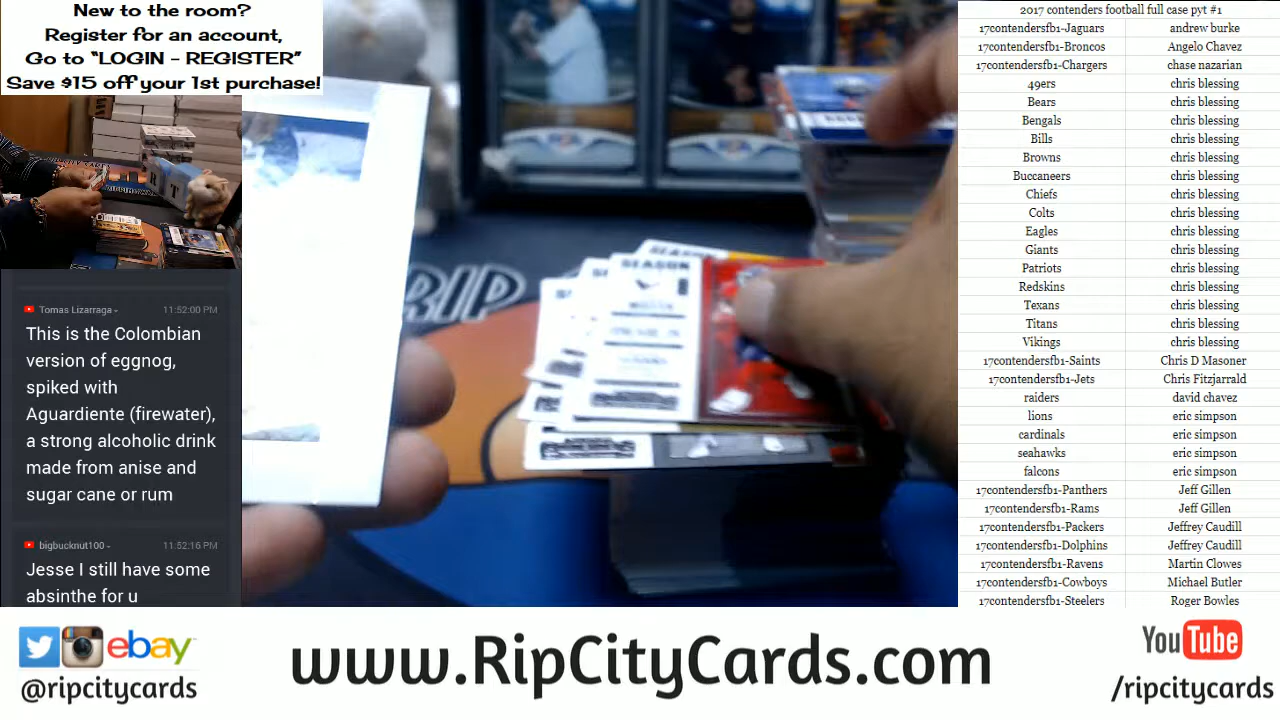 New to the room?
Register for an account,
Go to “LOGIN - REGISTER”
Save $15 off your 1st purchase!
Tomas Lizarraga -
11:52:00 PM
This is the Colombian
version of eggnog,
spiked with
Aguardiente (firewater),
a strong alcoholic drink
made from anise and
sugar cane or rum
bigbucknut100 -
11:52:16 PM
Jesse I still have some
absinthe for u
RIP
SEASON
2017 contenders football full case pyt #1
17contendersfb1-Jaguars andrew burke
17contendersfb1-Broncos Angelo Chavez
17contendersfb1-Chargers chase nazarian
49ers chris blessing
Bears chris blessing
Bengals chris blessing
Bills chris blessing
Browns chris blessing
Buccaneers chris blessing
Chiefs chris blessing
Colts chris blessing
Eagles chris blessing
Giants chris blessing
Patriots chris blessing
Redskins chris blessing
Texans chris blessing
Titans chris blessing
Vikings chris blessing
17contendersfb1-Saints Chris D Masoner
17contendersfb1-Jets Chris Fitzjarrald
raiders david chavez
lions eric simpson
cardinals eric simpson
seahawks eric simpson
falcons eric simpson
17contendersfb1-Panthers Jeff Gillen
17contendersfb1-Rams Jeff Gillen
17contendersfb1-Packers Jeffrey Caudill
17contendersfb1-Dolphins Jeffrey Caudill
17contendersfb1-Ravens Martin Clowes
17contendersfb1-Cowboys Michael Butler
17contendersfb1-Steelers Roger Bowles
ebay
@ripcitycards
www.RipCityCards.com
YouTube
/ripcitycards